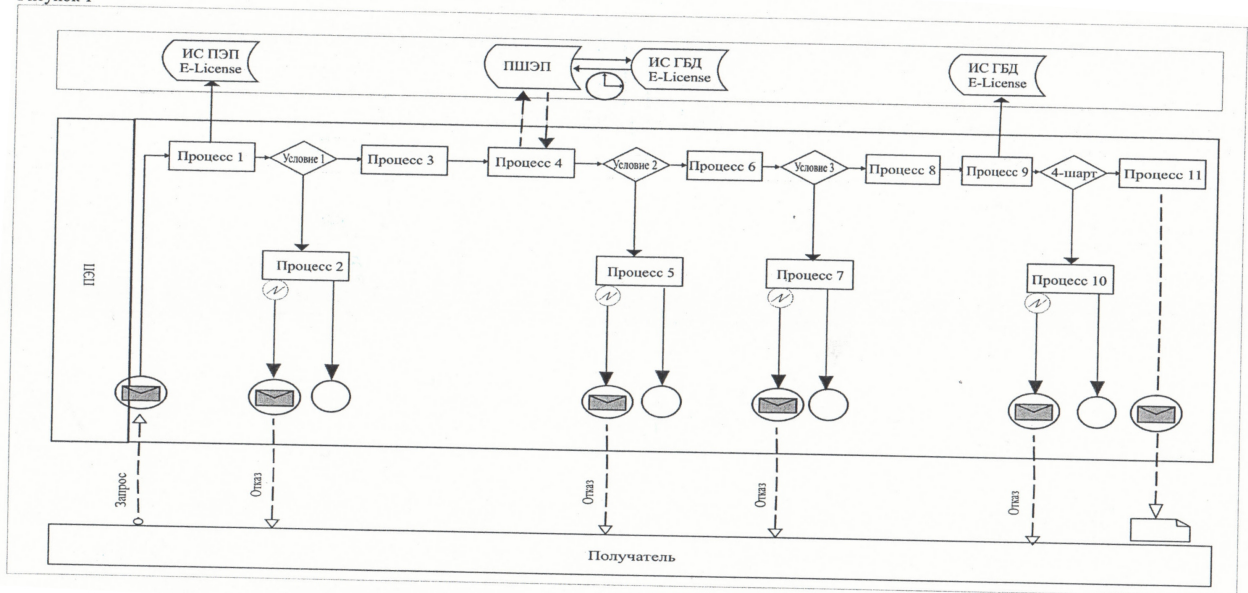 ИС ПЭП
E-License
ПШЭП
ИС ГБД
E-License
ИС ГБД
E-License
ПЭП
Процесс 1
Условие 1
Процесс 3
Процесс 4
Условие 2
Процесс 6
Условие 3
Процесс 8
Процесс 9
4-шарт
Процесс 11
Процесс 2
Процесс 5
Процесс 7
Процесс 10
Запрос
Отказ
Отказ
Отказ
Отказ
Получатель